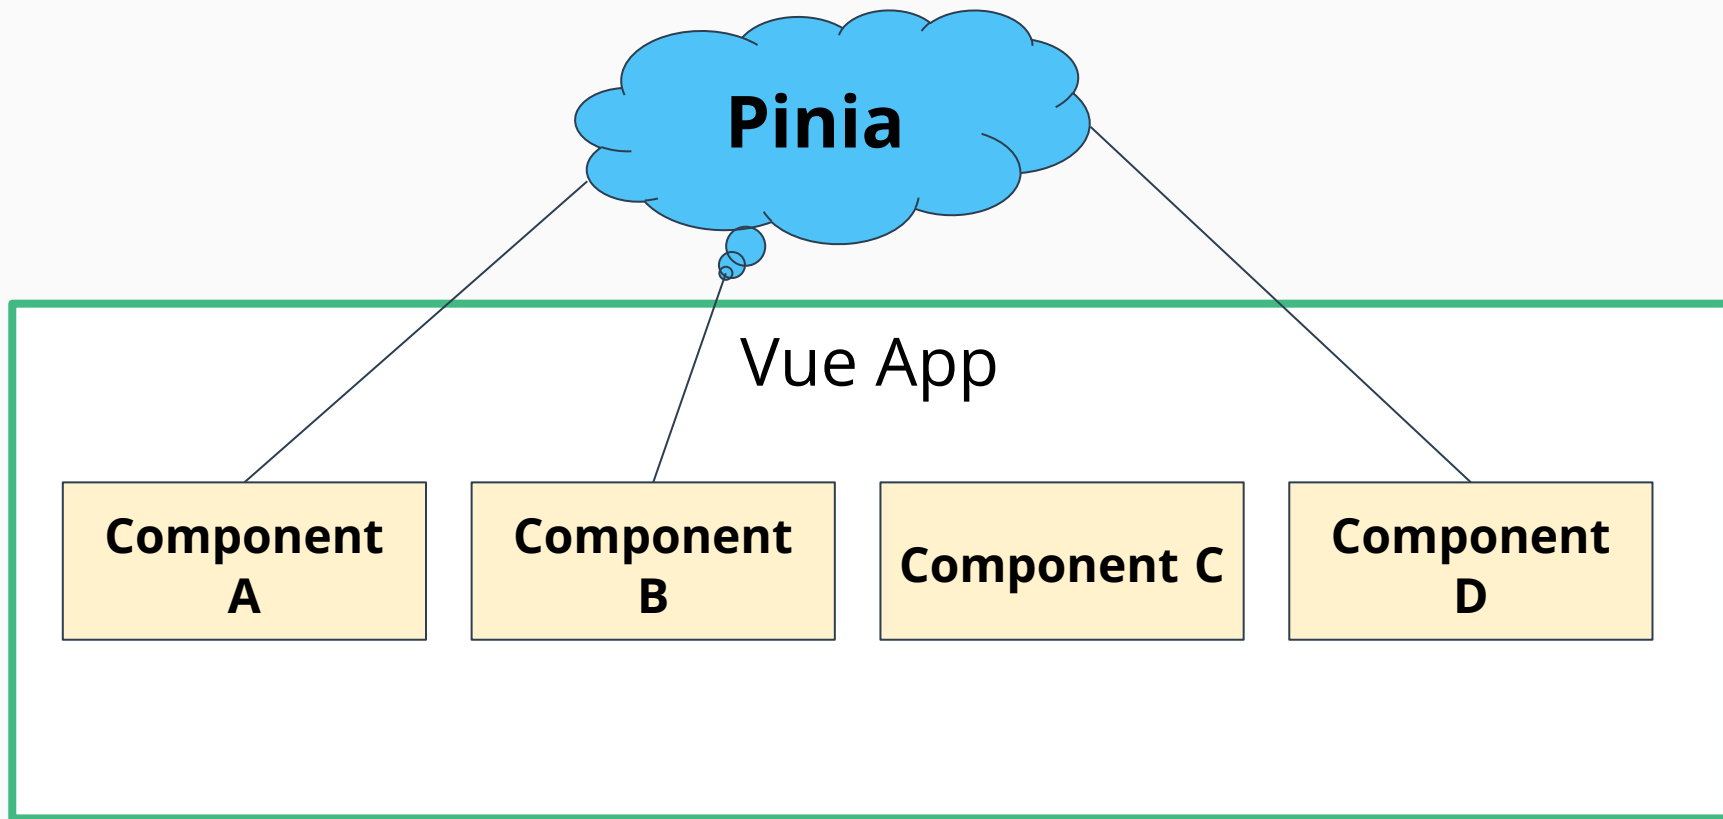 Pinia
Vue App
Component
A
Component
B
Component C
Component
D